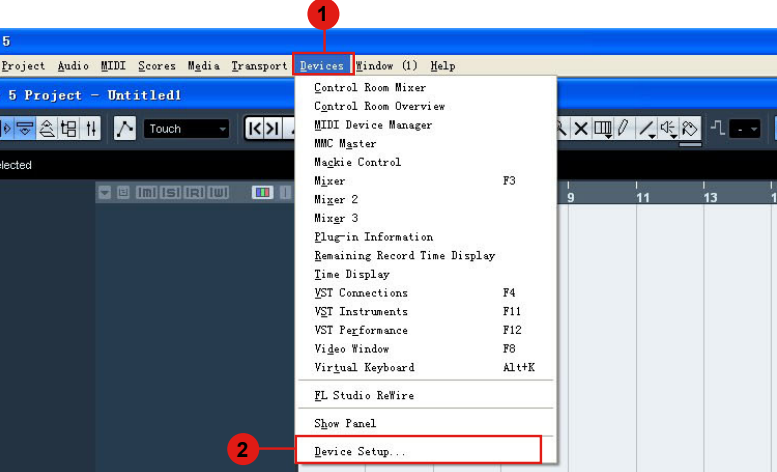 1
5
Project Audio MIDI Scores Media Transport Devices Window (1) Help
5 Project - Untitled1
Touch
lected
9 11 13 1
Control Room Mixer
Control Room Overview
MIDI Device Manager
MMC Master
Mackie Control
Mixer F3
Mixer 2
Mixer 3
Plug-in Information
Remaining Record Time Display
Time Display
VST Connections F4
VST Instruments F11
VST Performance F12
Video Window F8
Virtual Keyboard Alt+K
FL Studio ReWire
Show Panel
2
Device Setup...